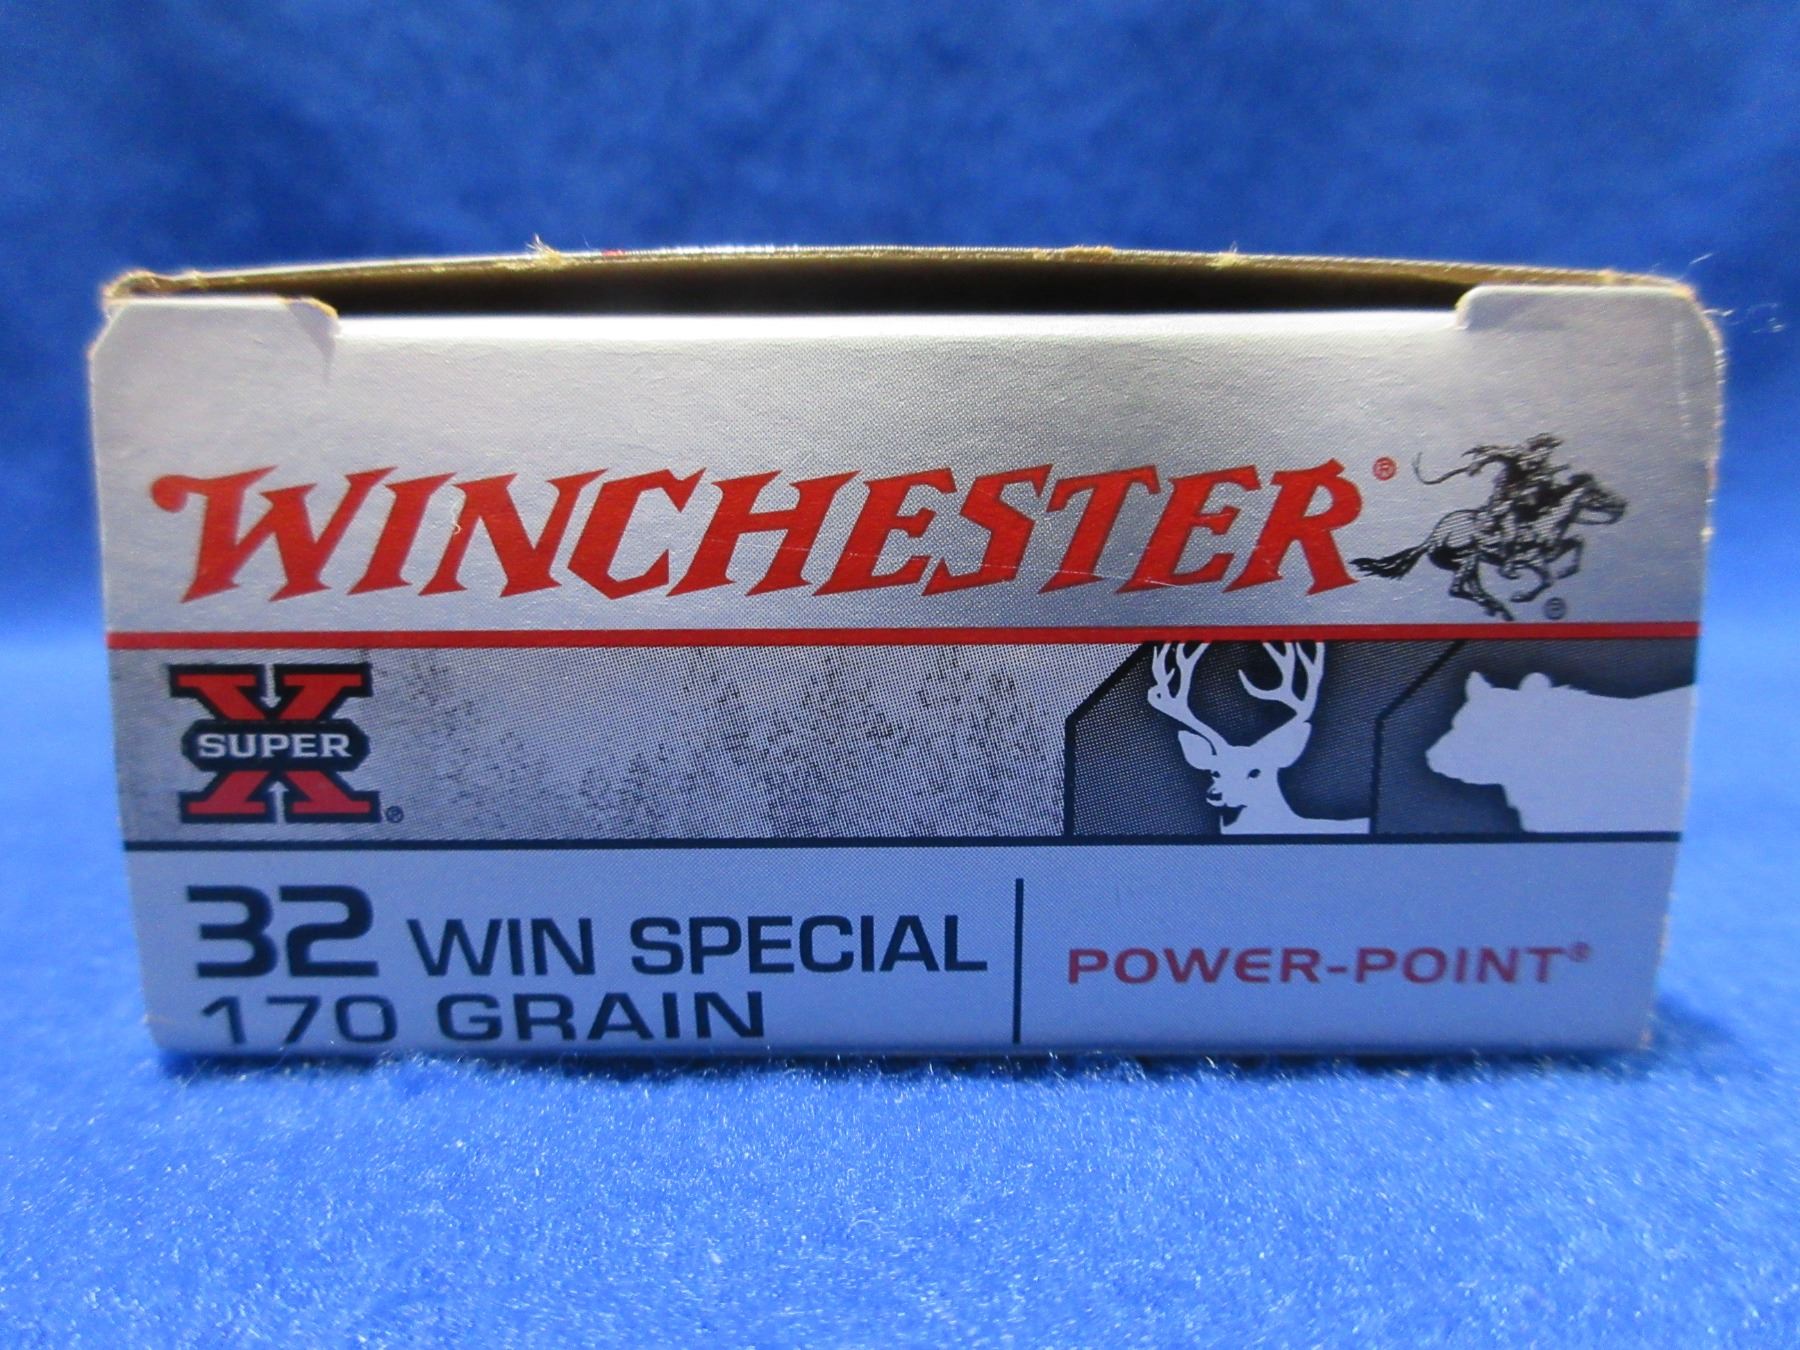 WINCHESTER®
®
SUPER X®
32 WIN SPECIAL
170 GRAIN
POWER-POINT®